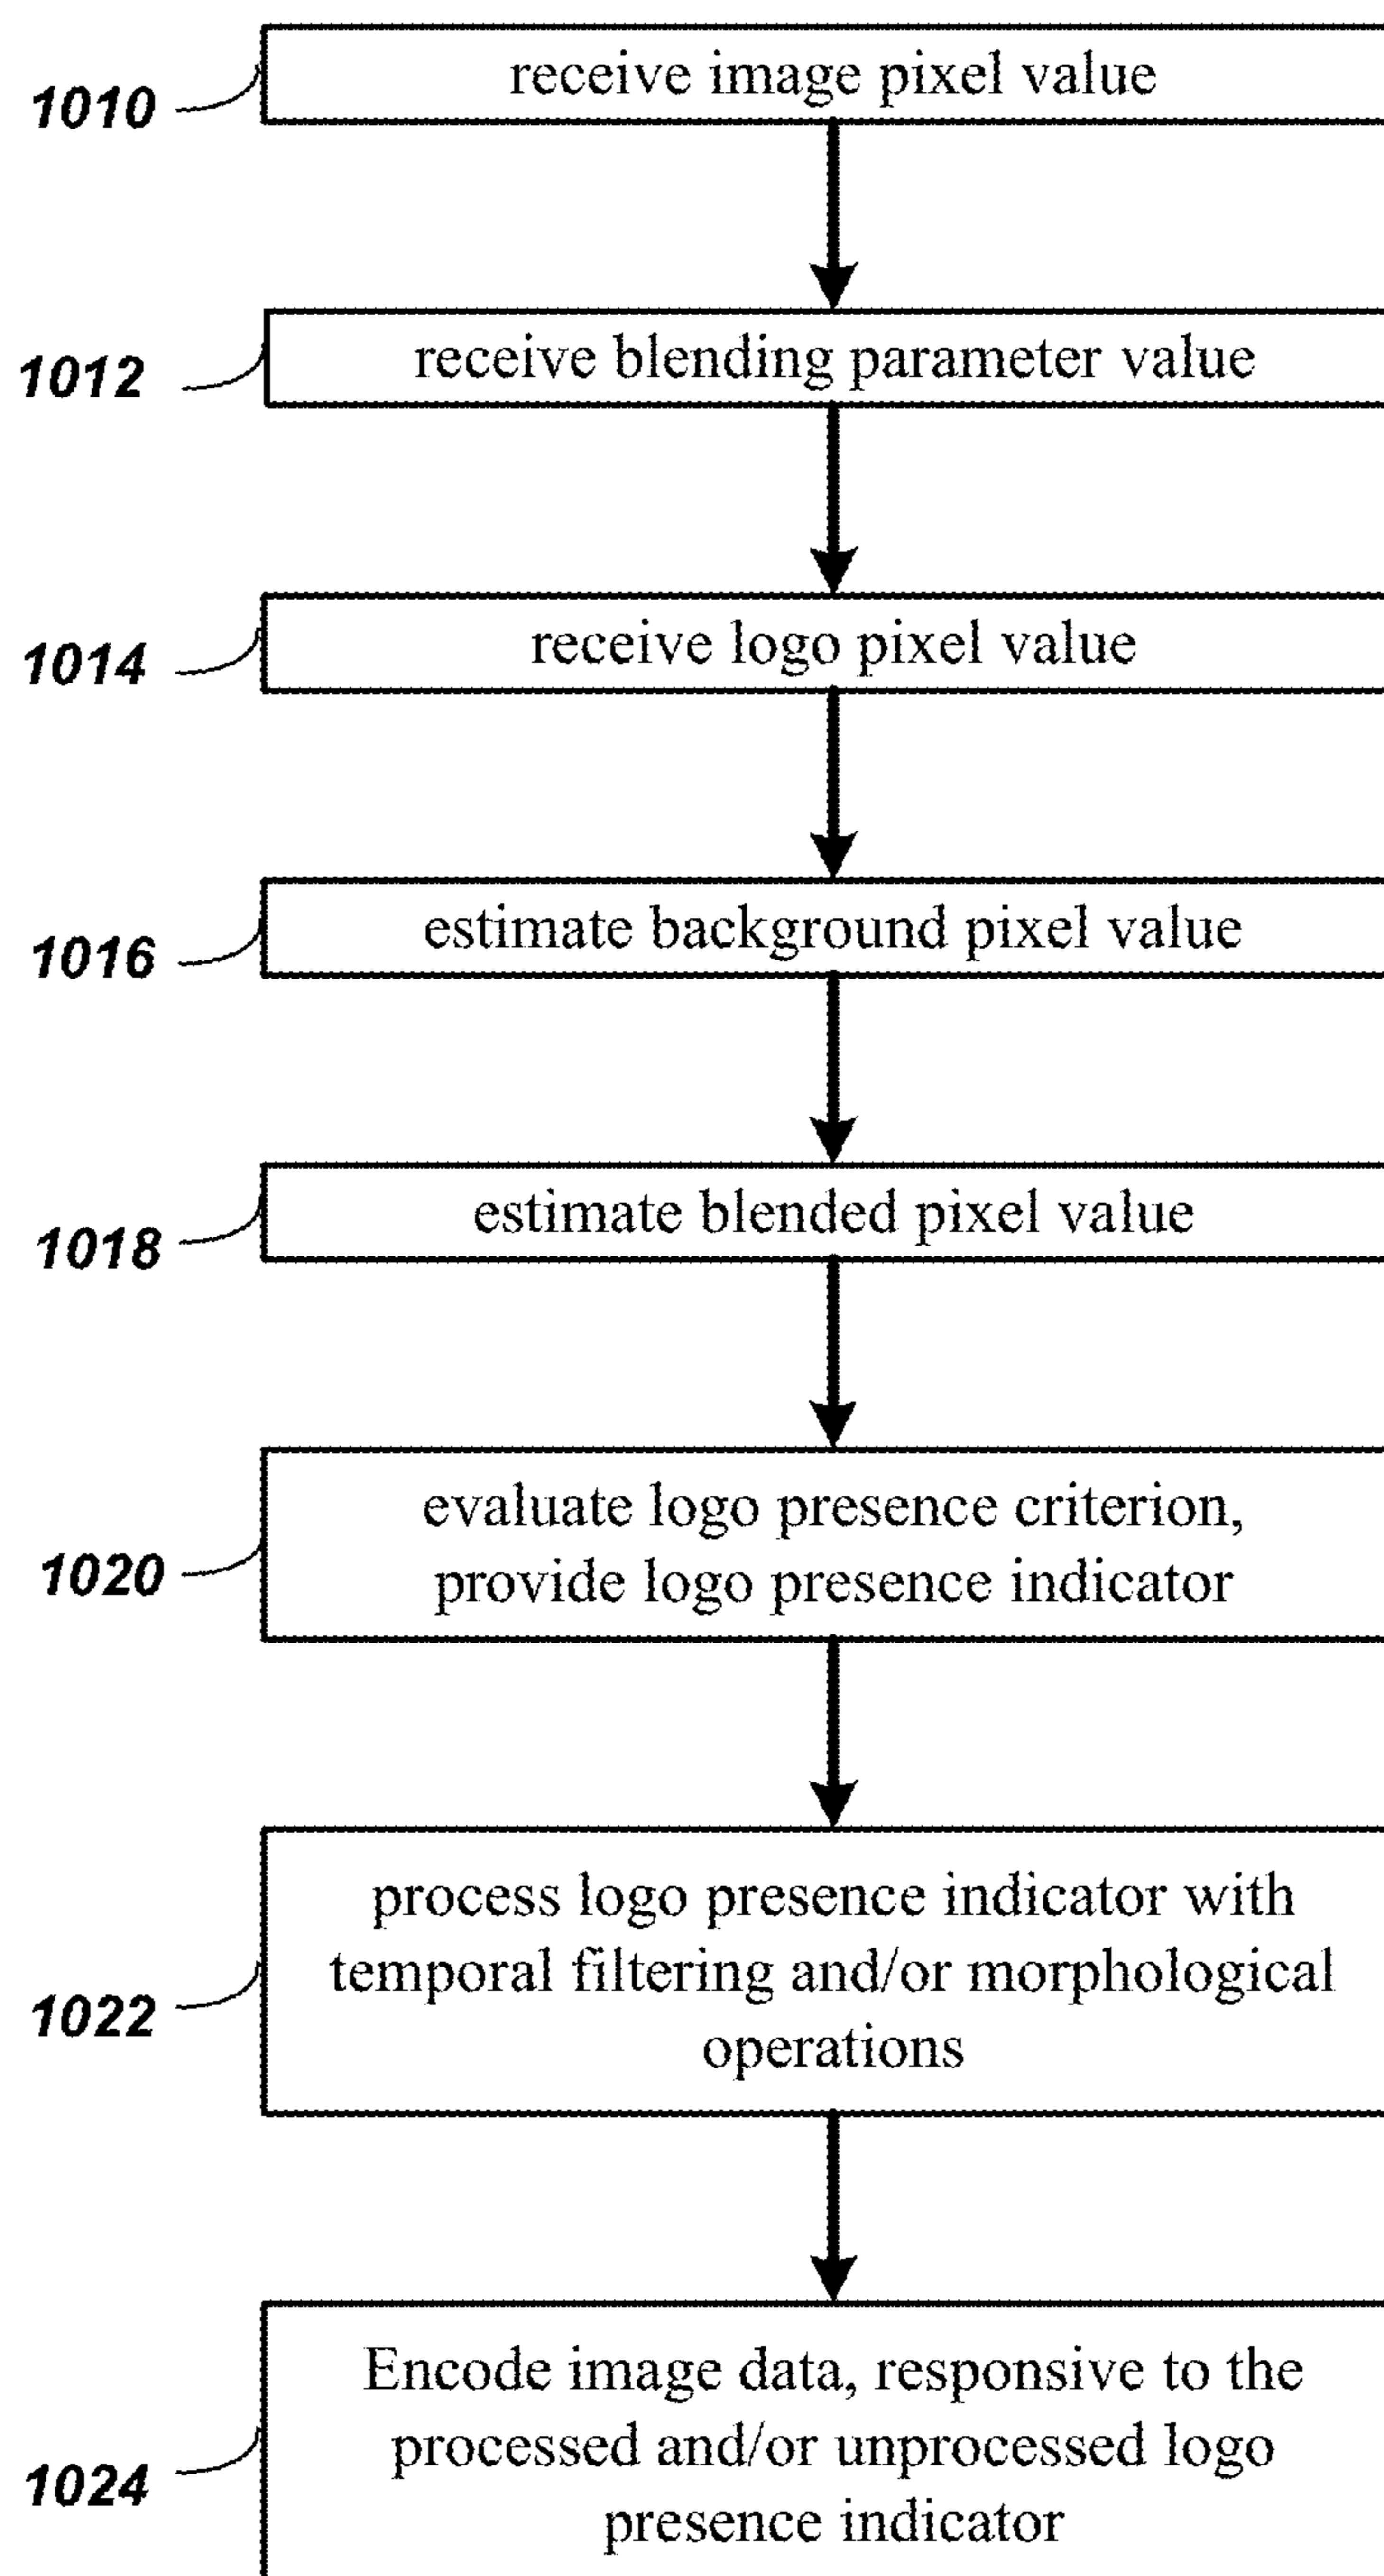 1010
receive image pixel value
1012
receive blending parameter value
1014
receive logo pixel value
1016
estimate background pixel value
1018
estimate blended pixel value
1020
evaluate logo presence criterion,
provide logo presence indicator
1022
process logo presence indicator with
temporal filtering and/or morphological
operations
1024
Encode image data, responsive to the
processed and/or unprocessed logo
presence indicator